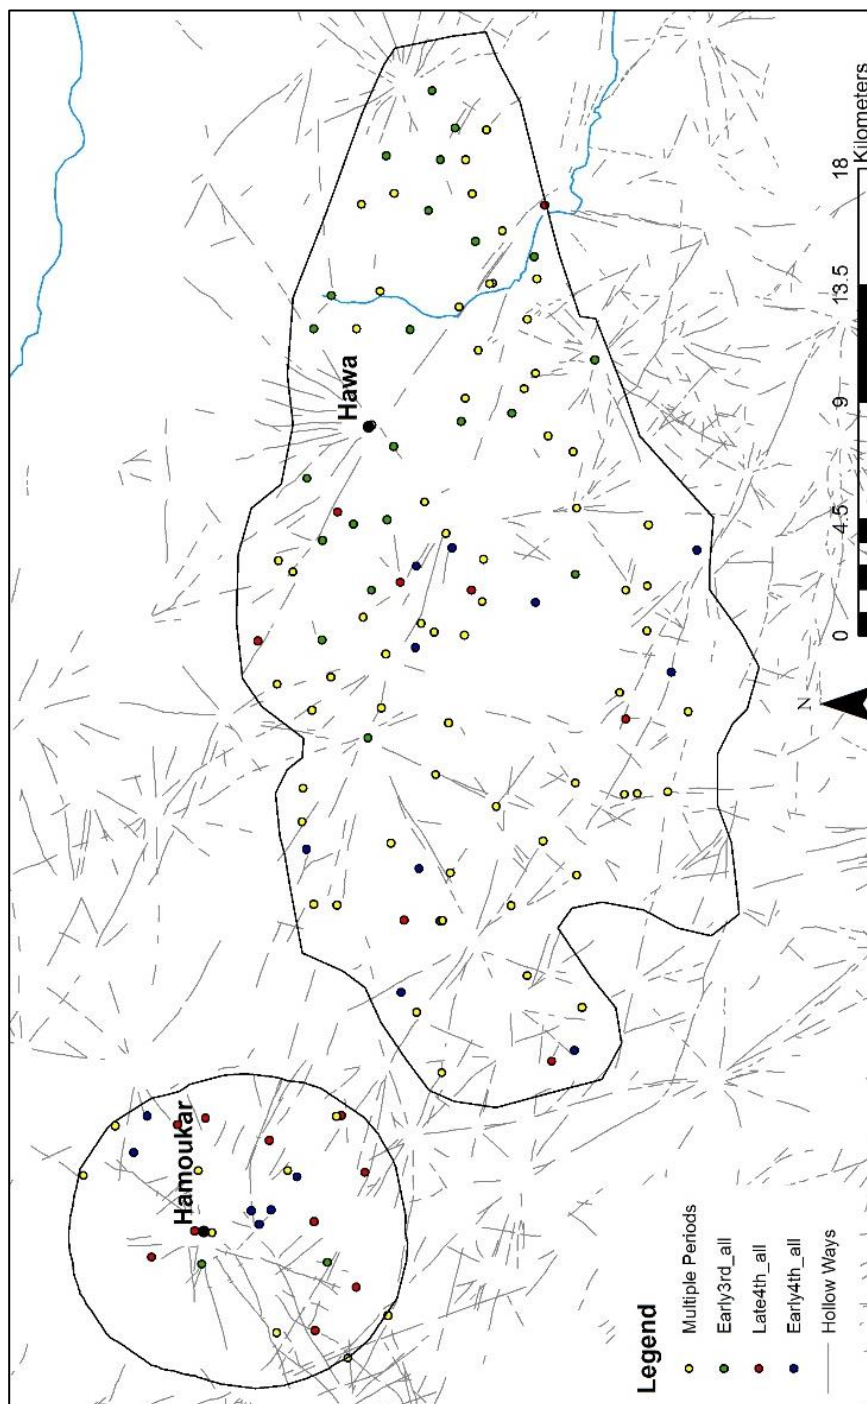 Hamoukar
Hawa
Legend
Multiple Periods
Early3rd_all
Late4th_all
Early4th_all
Hollow Ways
N
0 4.5 9 13.5 18
Kilometers